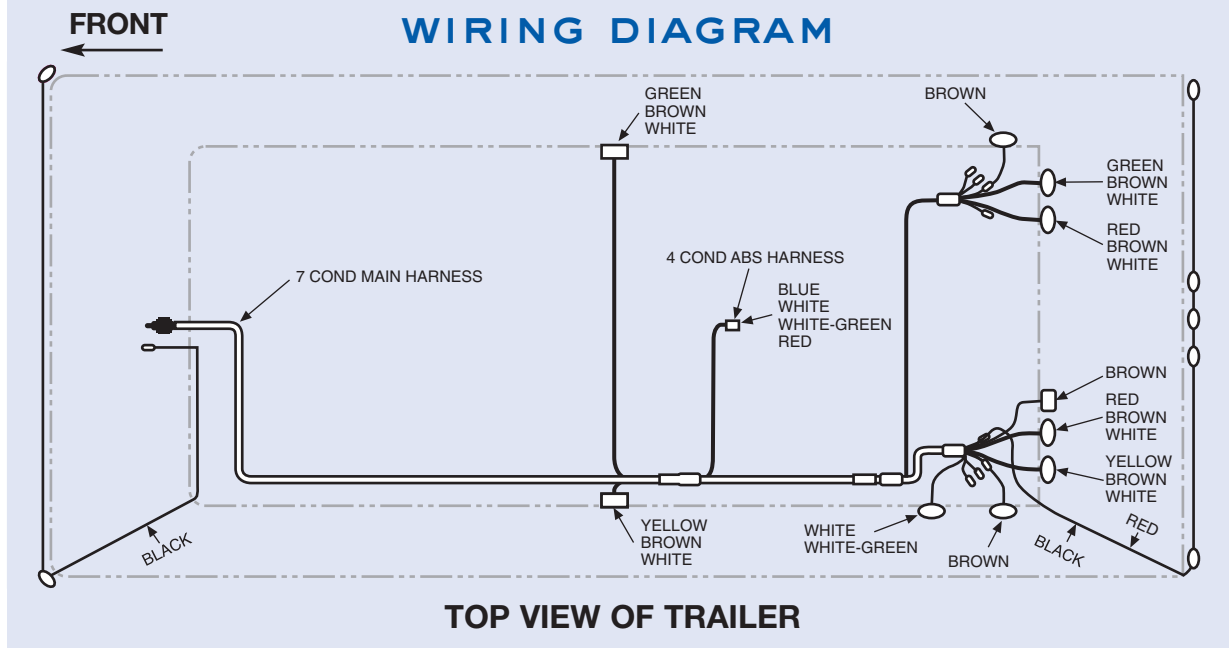 FRONT
WIRING DIAGRAM
GREEN
BROWN
WHITE
BROWN
GREEN
BROWN
WHITE
RED
BROWN
WHITE
7 COND MAIN HARNESS
4 COND ABS HARNESS
BLUE
WHITE
WHITE-GREEN
RED
BROWN
RED
BROWN
WHITE
YELLOW
BROWN
WHITE
BLACK
YELLOW
BROWN
WHITE
WHITE
WHITE-GREEN
BROWN
BLACK
RED
TOP VIEW OF TRAILER